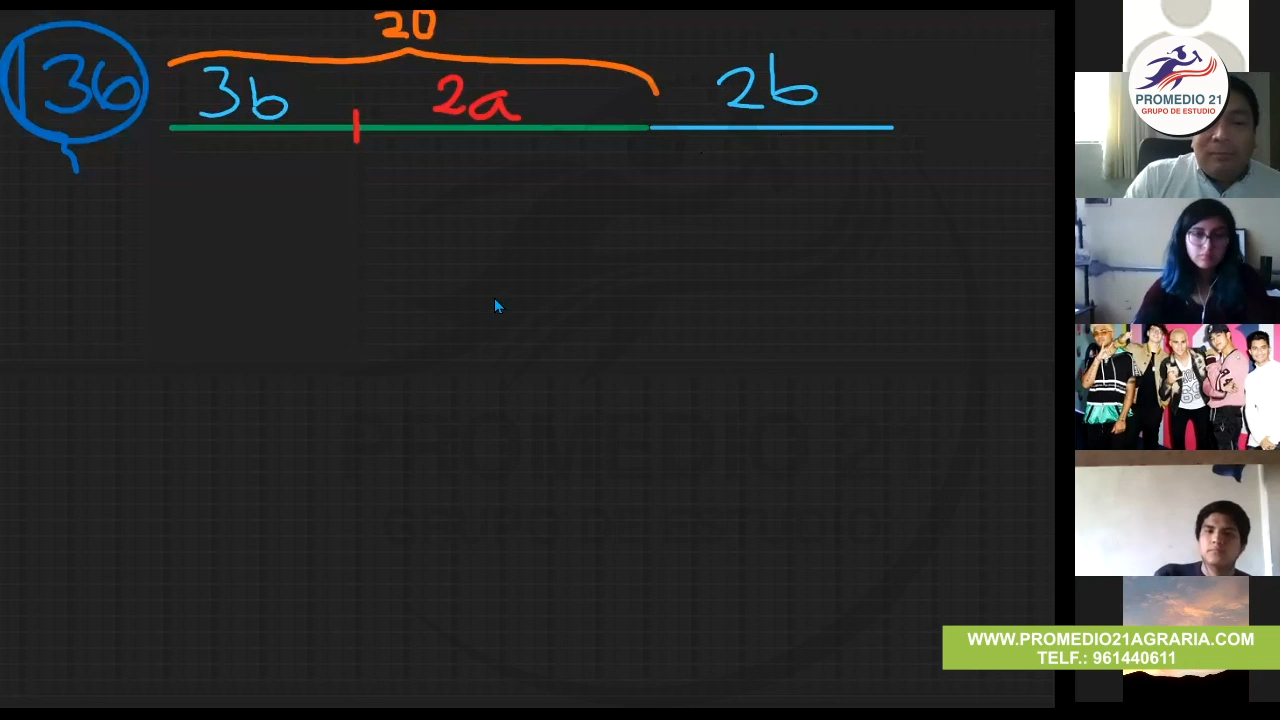 20
136
3b 2a 2b
PROMEDIO 21
GRUPO DE ESTUDIO
WWW.PROMEDIO21AGRARIA.COM
TELF.: 961440611